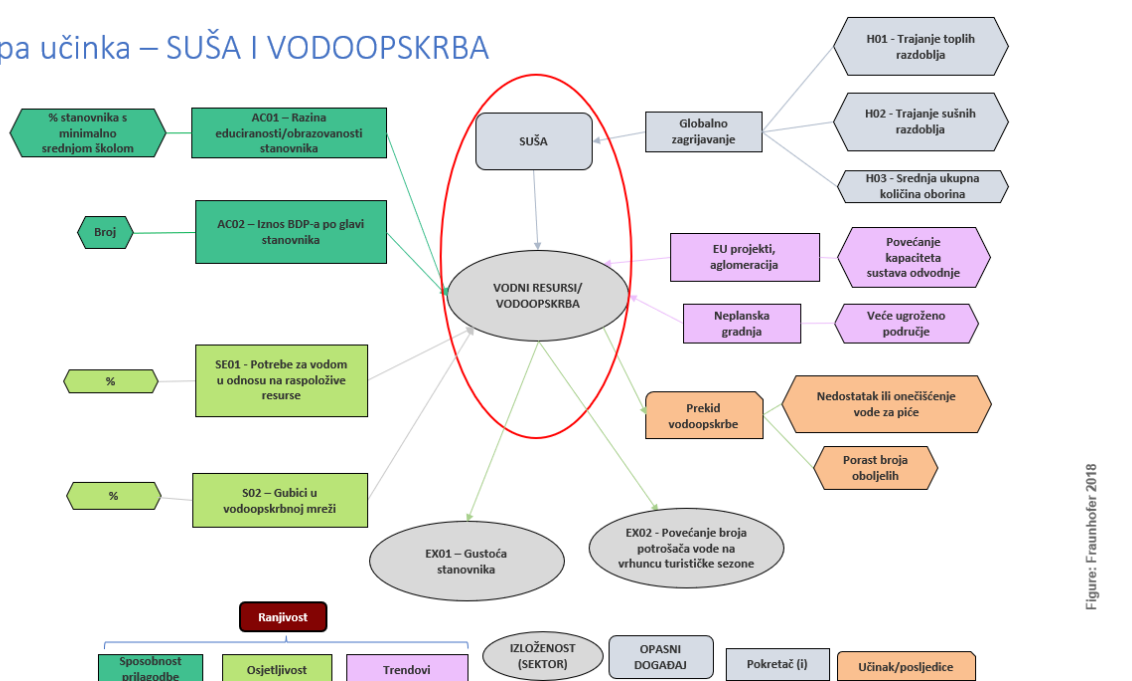 pa učinka – SUŠA I VODOOPSKRBA
H01 - Trajanje toplih
razdoblja
% stanovnika s
minimalno
srednjom školom
AC01 – Razina
educiranosti/obrazovanosti
stanovnika
SUŠA
Globalno
zagrijavanje
H02 - Trajanje sušnih
razdoblja
H03 - Srednja ukupna
količina oborina
Broj
AC02 – Iznos BDP-a po glavi
stanovnika
EU projekti,
aglomeracija
Povećanje
kapaciteta
sustava odvodnje
VODNI RESURSI/
VODOOPSKRBA
Neplanska
gradnja
Veće ugroženo
područje
%
SE01 - Potrebe za vodom
u odnosu na raspoložive
resurse
Prekid
vodoopskrbe
Nedostatak ili onečišćenje
vode za piće
Porast broja
oboljelih
%
S02 – Gubici u
vodoopskrbnoj mreži
EX01 – Gustoća
stanovnika
EX02 - Povećanje broja
potrošača vode na
vrhuncu turističke sezone
Figure: Fraunhofer 2018
Ranjivost
Sposobnost
prilagodbe
Osjetljivost
Trendovi
IZLOŽENOST
(SEKTOR)
OPASNI
DOGAĐAJ
Pokretač (i)
Učinak/posljedice